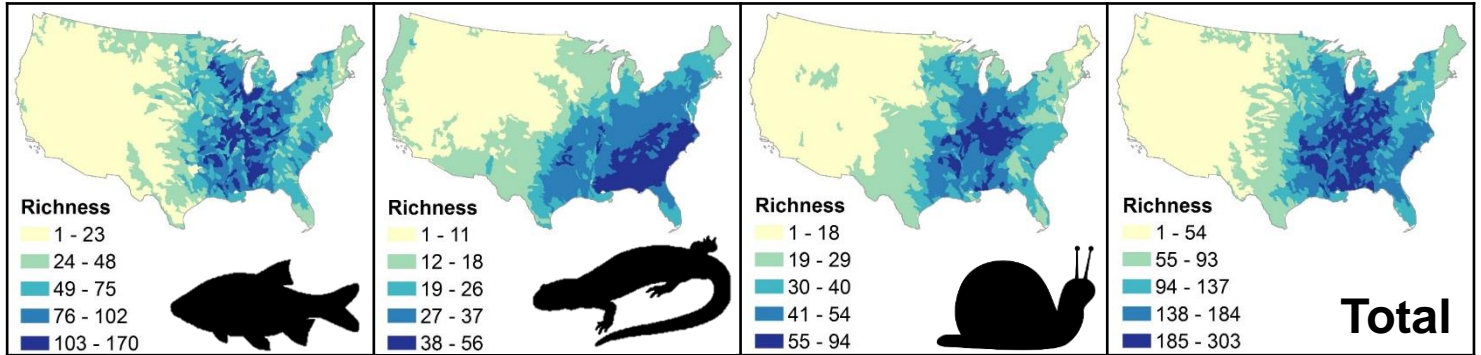 Richness
1 - 23
24 - 48
49 - 75
76 - 102
103 - 170
Richness
1 - 11
12 - 18
19 - 26
27 - 37
38 - 56
Richness
1 - 18
19 - 29
30 - 40
41 - 54
55 - 94
Richness
1 - 54
55 - 93
94 - 137
138 - 184
185 - 303
Total